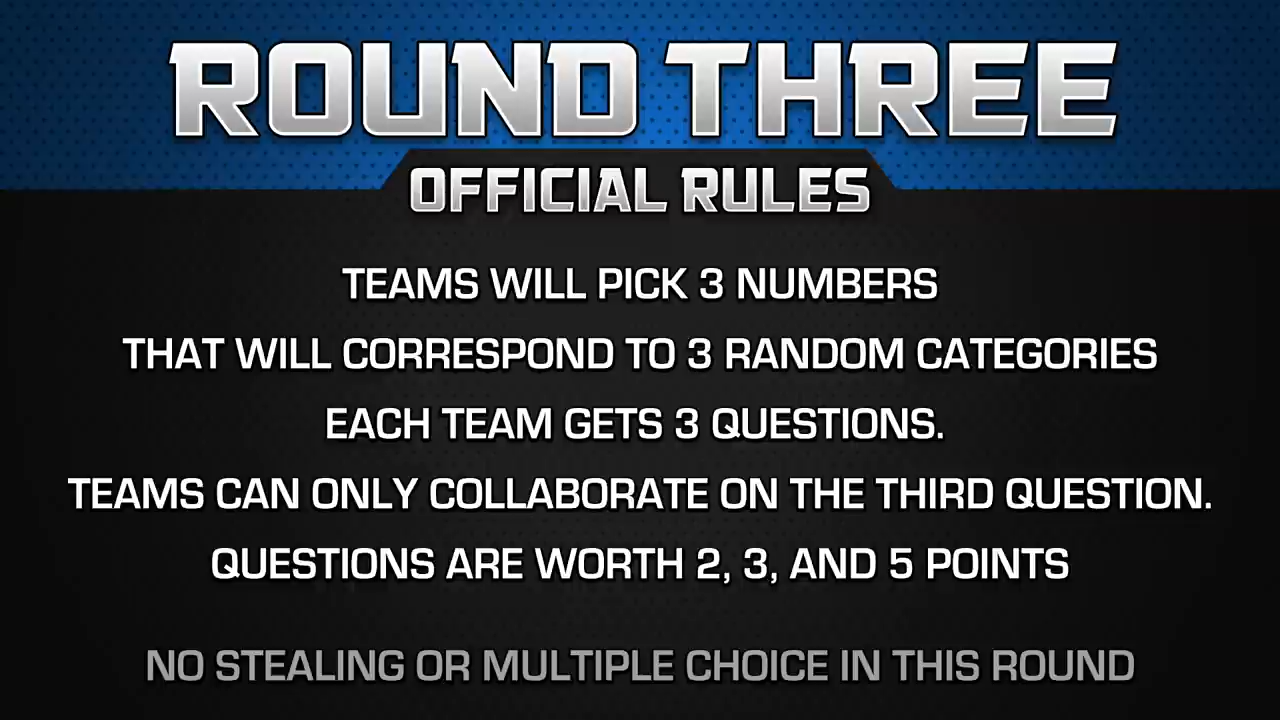 ROUND THREE
OFFICIAL RULES
TEAMS WILL PICK 3 NUMBERS
THAT WILL CORRESPOND TO 3 RANDOM CATEGORIES
EACH TEAM GETS 3 QUESTIONS.
TEAMS CAN ONLY COLLABORATE ON THE THIRD QUESTION.
QUESTIONS ARE WORTH 2, 3, AND 5 POINTS
NO STEALING OR MULTIPLE CHOICE IN THIS ROUND